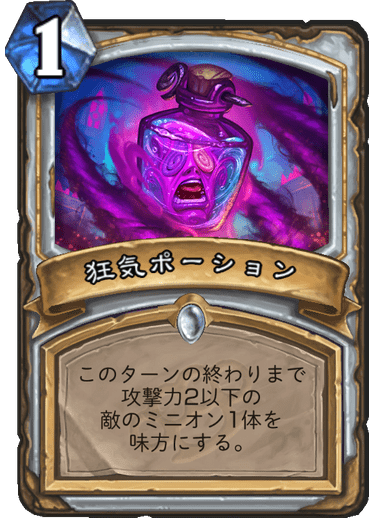 1
狂気ポーション
このターンの終わりまで
攻撃力2以下の
敵のミニオン1体を
味方にする。